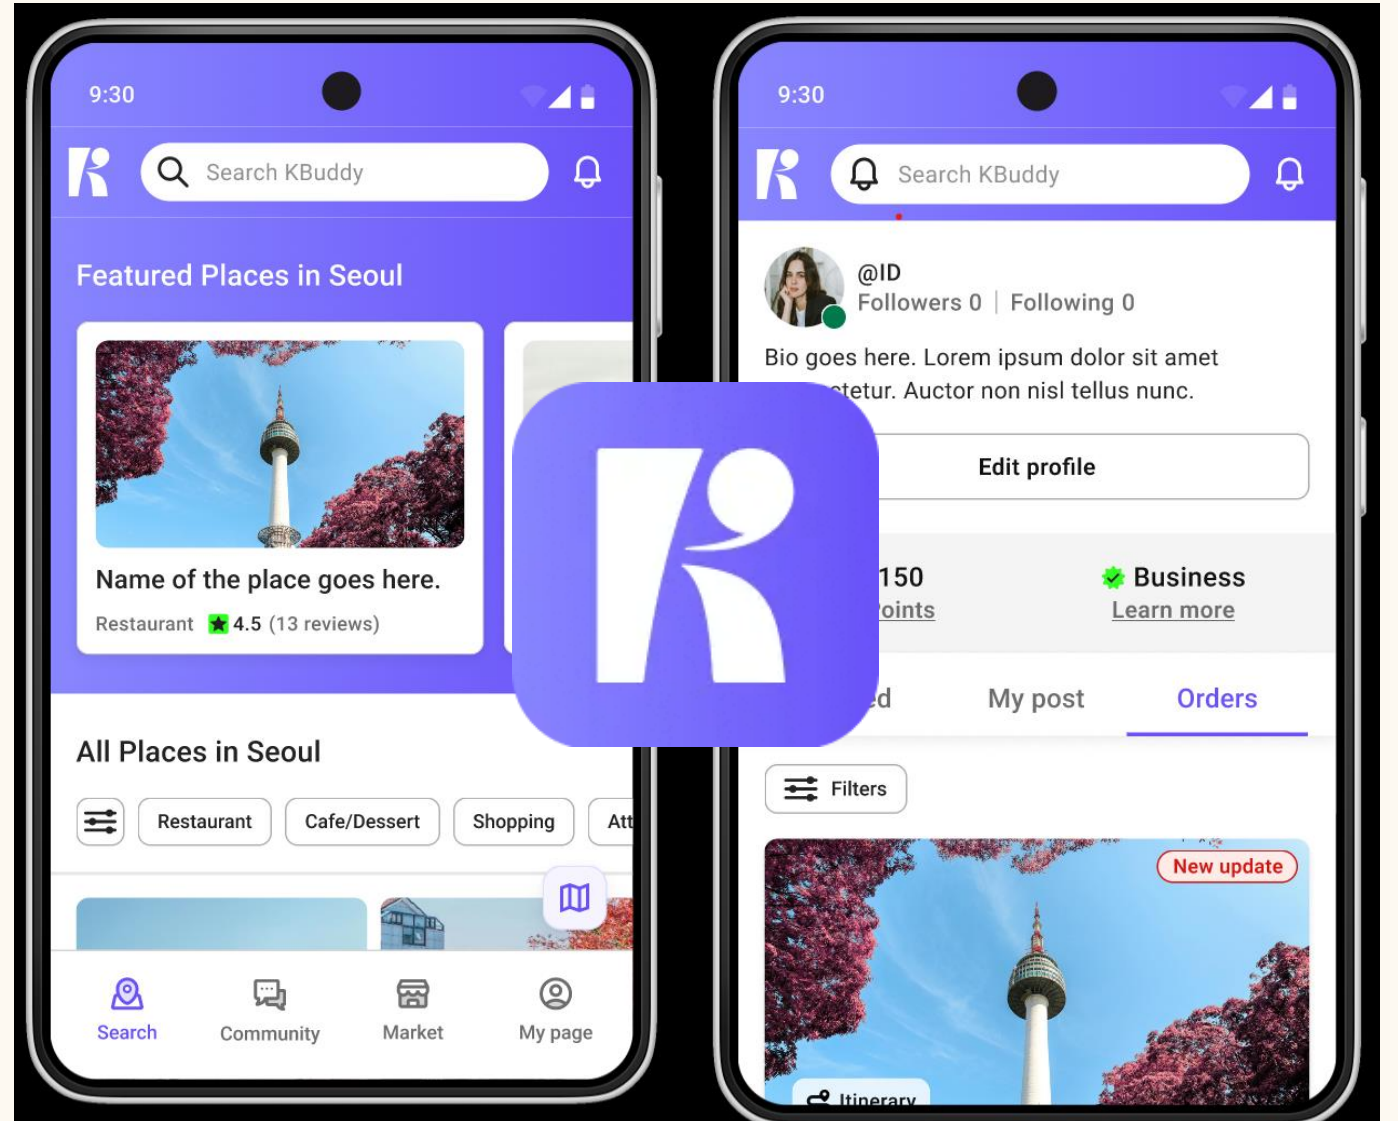 9:30
Search KBuddy
Featured Places in Seoul
Name of the place goes here.
Restaurant 4.5 (13 reviews)
All Places in Seoul
Restaurant Cafe/Dessert Shopping Att
Search Community Market My page
9:30
Search KBuddy
@ID
Followers 0 | Following 0
Bio goes here. Lorem ipsum dolor sit amet
tetur. Auctor non nisl tellus nunc.
Edit profile
150 Business
oints Learn more
ed My post Orders
Filters
New update
Itinerary